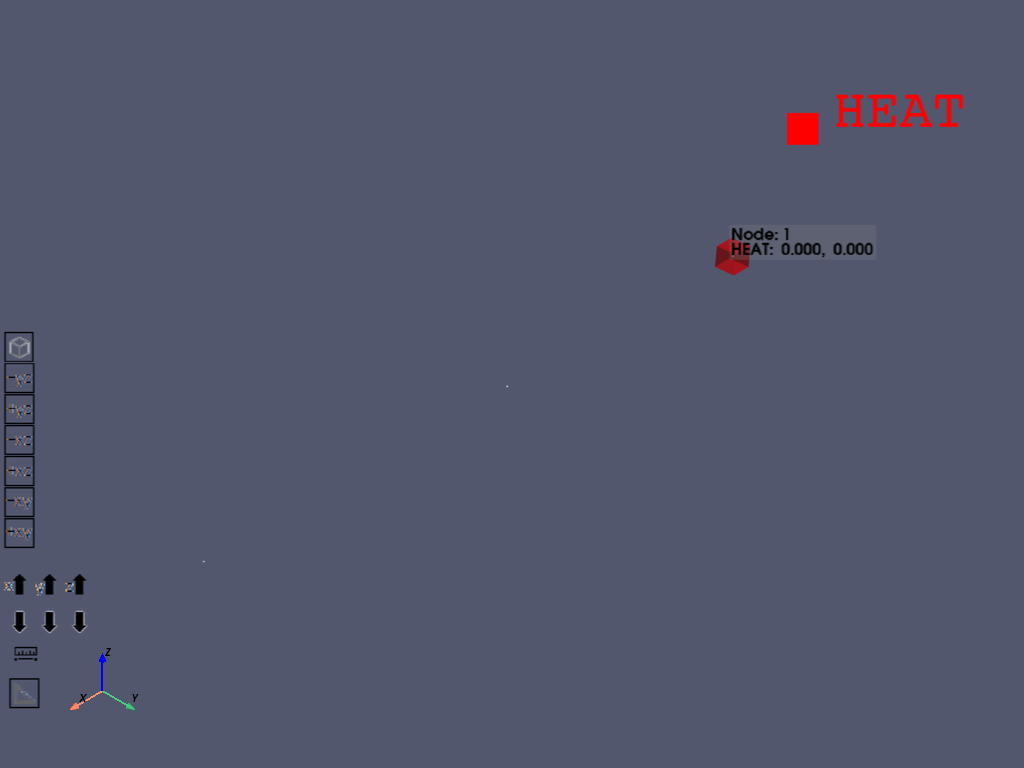 HEAT
Node: 1
HEAT: 0.000, 0.000
-yz
+yz
-xz
+xz
-xy
+xy
x y z
Z
X Y